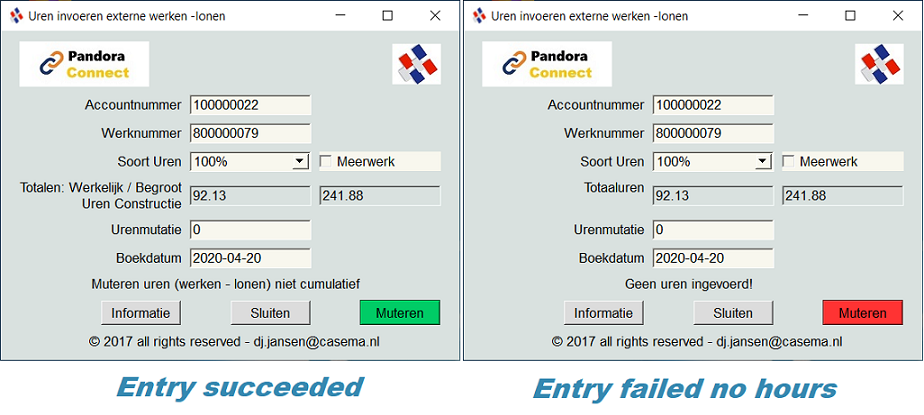 Uren invoeren externe werken -lonen
Pandora
Connect
Accountnummer 100000022
Werknummer 800000079
Soort Uren 100% Meerwerk
Totalen: Werkelijk / Begroot
Uren Constructie 92.13 241.88
Urenmutatie 0
Boekdatum 2020-04-20
Muteren uren (werken - lonen) niet cumulatief
Informatie Sluiten Muteren
© 2017 all rights reserved - dj.jansen@casema.nl
Entry succeeded
Uren invoeren externe werken -lonen
Pandora
Connect
Accountnummer 100000022
Werknummer 800000079
Soort Uren 100% Meerwerk
Totaaluren 92.13 241.88
Urenmutatie 0
Boekdatum 2020-04-20
Geen uren ingevoerd!
Informatie Sluiten Muteren
© 2017 all rights reserved - dj.jansen@casema.nl
Entry failed no hours